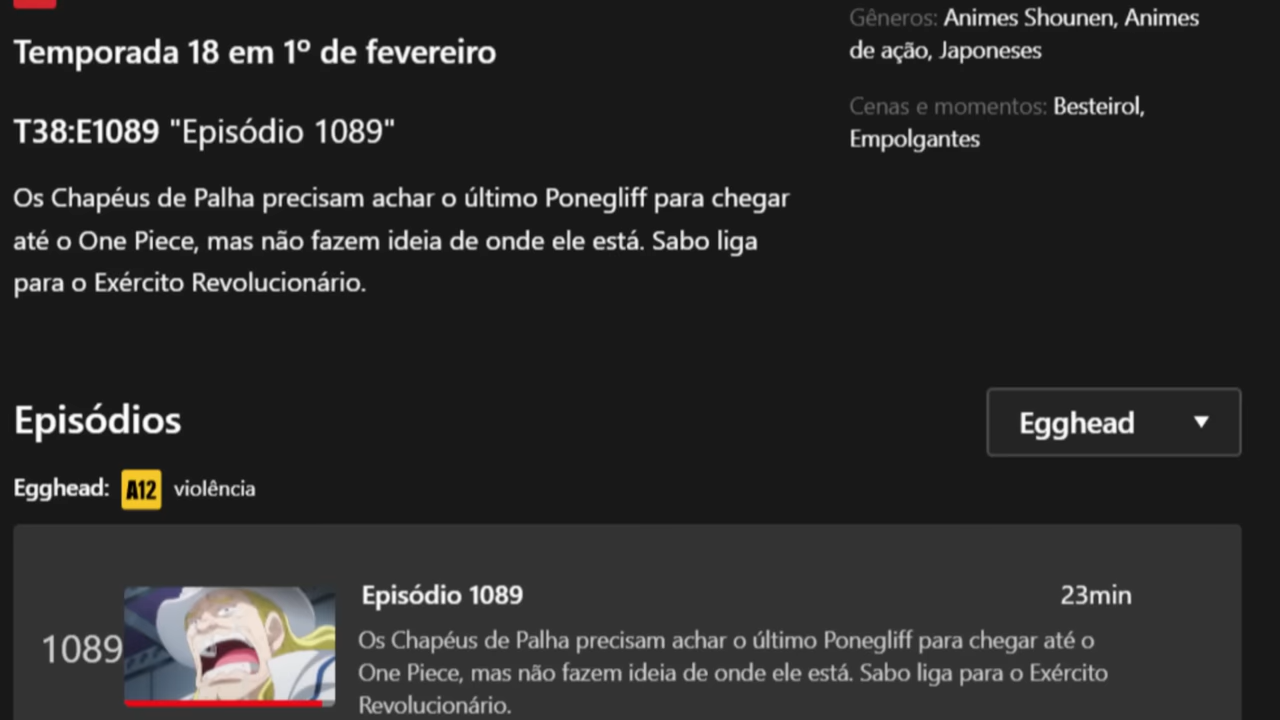 Temporada 18 em 1º de fevereiro
T38:E1089 "Episódio 1089"
Os Chapéus de Palha precisam achar o último Ponegliff para chegar
até o One Piece, mas não fazem ideia de onde ele está. Sabo liga
para o Exército Revolucionário.
Gêneros: Animes Shounen, Animes
de ação, Japoneses
Cenas e momentos: Besteirol,
Empolgantes
Episódios
Egghead
Egghead: A12 violência
1089
Episódio 1089 23min
Os Chapéus de Palha precisam achar o último Ponegliff para chegar até o
One Piece, mas não fazem ideia de onde ele está. Sabo liga para o Exército
Revolucionário.